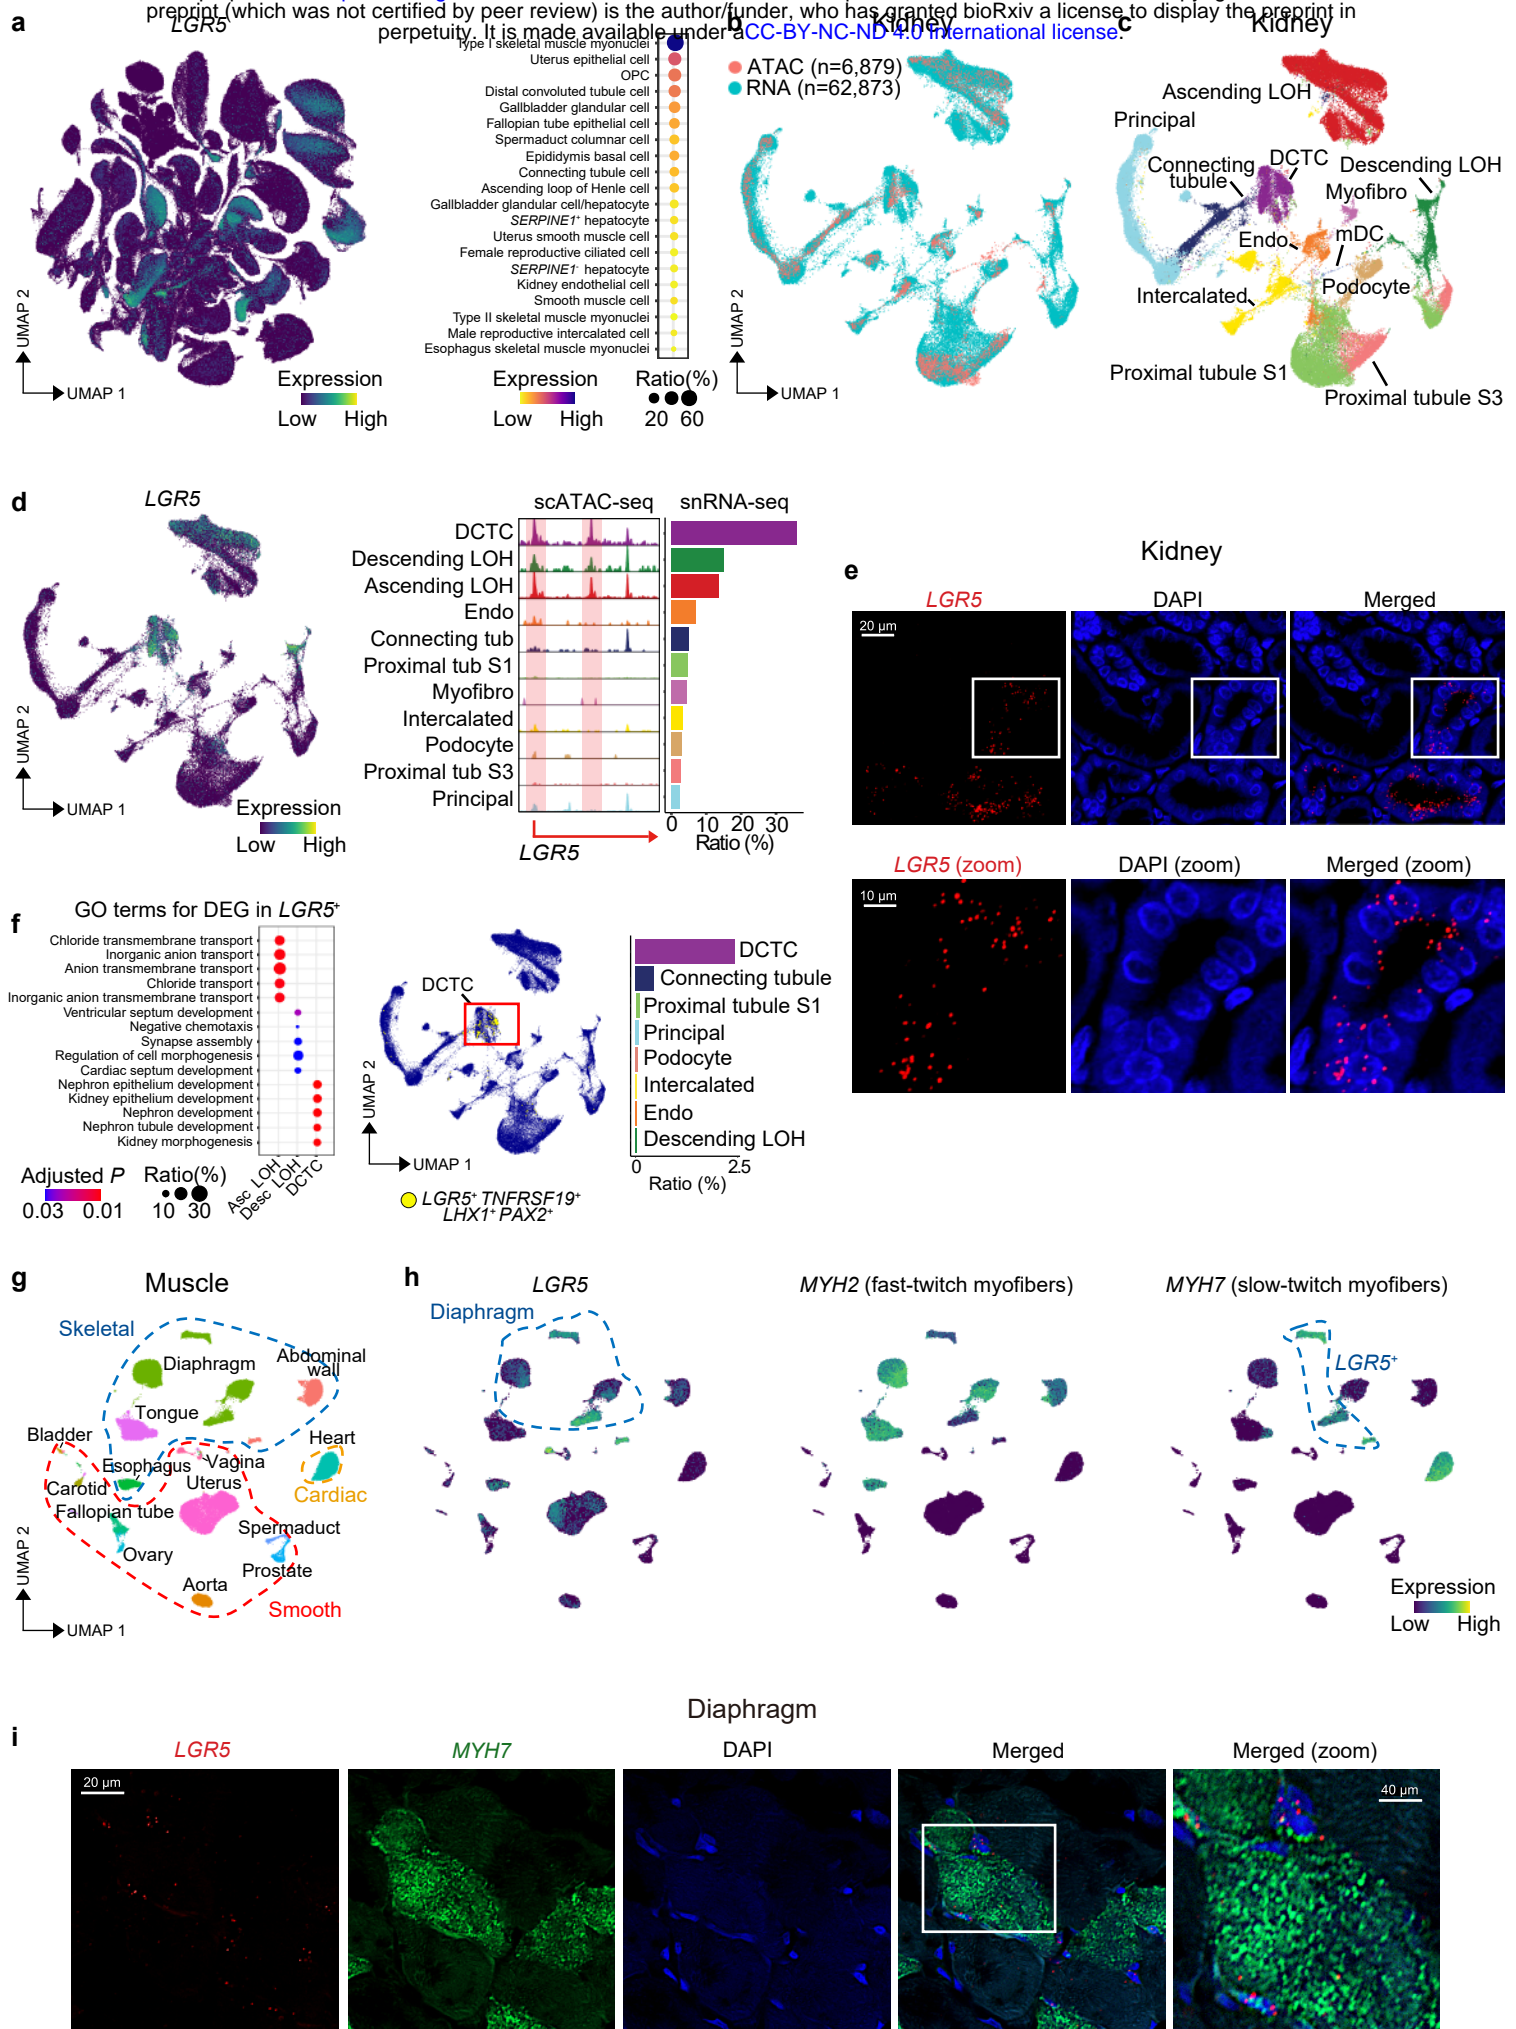 preprint (which was not certified by peer review) is the author/funder, who has granted bioRxiv a license to display the preprint in
perpetuity. It is made available under aCC-BY-NC-ND 4.0 International license.
a
LGR5
UMAP 2
UMAP 1
Expression
Low High
Type I skeletal muscle myonuclei
Uterus epithelial cell
OPC
Distal convoluted tubule cell
Gallbladder glandular cell
Fallopian tube epithelial cell
Spermaduct columnar cell
Epididymis basal cell
Connecting tubule cell
Ascending loop of Henle cell
Gallbladder glandular cell/hepatocyte
SERPINE1+ hepatocyte
Uterus smooth muscle cell
Female reproductive ciliated cell
SERPINE1- hepatocyte
Kidney endothelial cell
Smooth muscle cell
Type II skeletal muscle myonuclei
Male reproductive intercalated cell
Esophagus skeletal muscle myonuclei
Expression
Low High
Ratio(%)
20 60
b
Kidney
ATAC (n=6,879)
RNA (n=62,873)
UMAP 2
UMAP 1
c
Kidney
Ascending LOH
Principal
Connecting
tubule
DCTC
Descending LOH
Myofibro
Endo
mDC
Intercalated
Podocyte
Proximal tubule S1
Proximal tubule S3
d
LGR5
UMAP 2
UMAP 1
Expression
Low High
scATAC-seq
snRNA-seq
DCTC
Descending LOH
Ascending LOH
Endo
Connecting tub
Proximal tub S1
Myofibro
Intercalated
Podocyte
Proximal tub S3
Principal
LGR5
0 10 20 30
Ratio (%)
e
Kidney
LGR5
DAPI
Merged
20 μm
LGR5 (zoom)
DAPI (zoom)
Merged (zoom)
10 μm
f
GO terms for DEG in LGR5+
Chloride transmembrane transport
Inorganic anion transport
Anion transmembrane transport
Chloride transport
Inorganic anion transmembrane transport
Ventricular septum development
Negative chemotaxis
Synapse assembly
Regulation of cell morphogenesis
Cardiac septum development
Nephron epithelium development
Kidney epithelium development
Nephron development
Nephron tubule development
Kidney morphogenesis
Asc LOH
Desc LOH
DCTC
Adjusted P
0.03 0.01
Ratio(%)
10 30
DCTC
UMAP 2
UMAP 1
LGR5+ TNFRSF19+
LHX1+ PAX2+
DCTC
Connecting tubule
Proximal tubule S1
Principal
Podocyte
Intercalated
Endo
Descending LOH
0 2.5
Ratio (%)
g
Muscle
Skeletal
Diaphragm
Abdominal
wall
Tongue
Bladder
Esophagus
Vagina
Heart
Carotid
Uterus
Cardiac
Fallopian tube
Spermaduct
Ovary
Prostate
Aorta
Smooth
UMAP 2
UMAP 1
h
LGR5
Diaphragm
MYH2 (fast-twitch myofibers)
MYH7 (slow-twitch myofibers)
LGR5+
Expression
Low High
i
Diaphragm
LGR5
MYH7
DAPI
Merged
Merged (zoom)
20 μm
40 μm